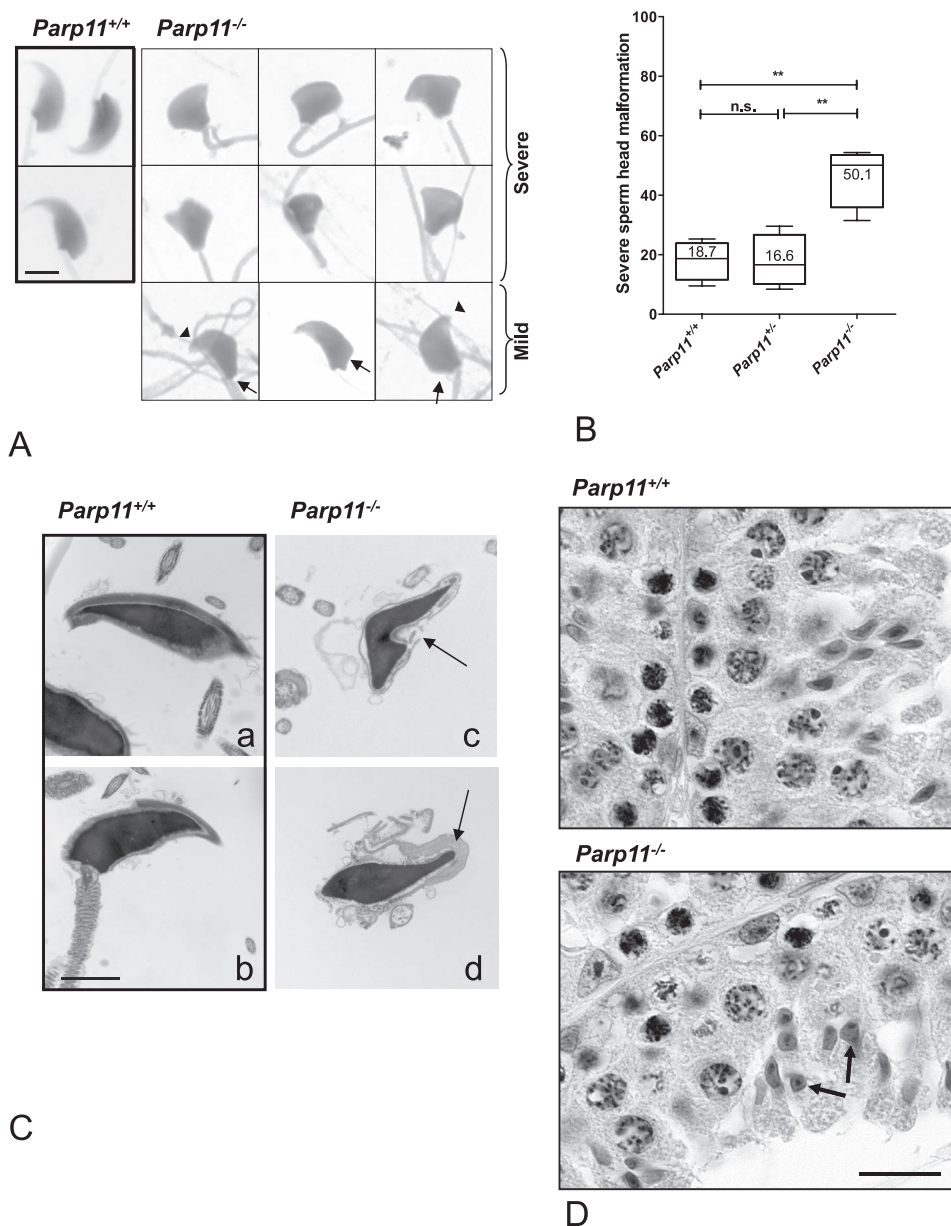 Parp11+/+
Parp11-/-
Severe
Mild
A
Severe sperm head malformation
100
80
60
40
20
0
**
n.s.
**
18.7
16.6
50.1
Parp11+/+
Parp11+/-
Parp11-/-
B
Parp11+/+
Parp11-/-
a
c
b
d
C
Parp11+/+
Parp11-/-
D